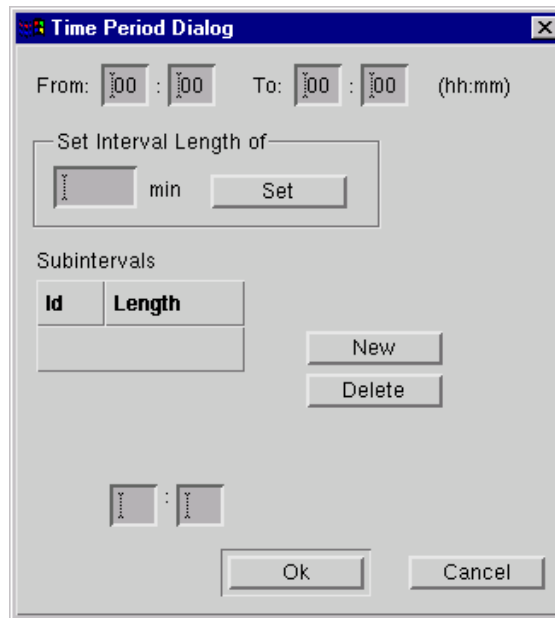 Time Period Dialog
From: 00 : 00 To: 00 : 00 (hh:mm)
Set Interval Length of
min Set
Subintervals
Id Length
New
Delete
:
Ok Cancel